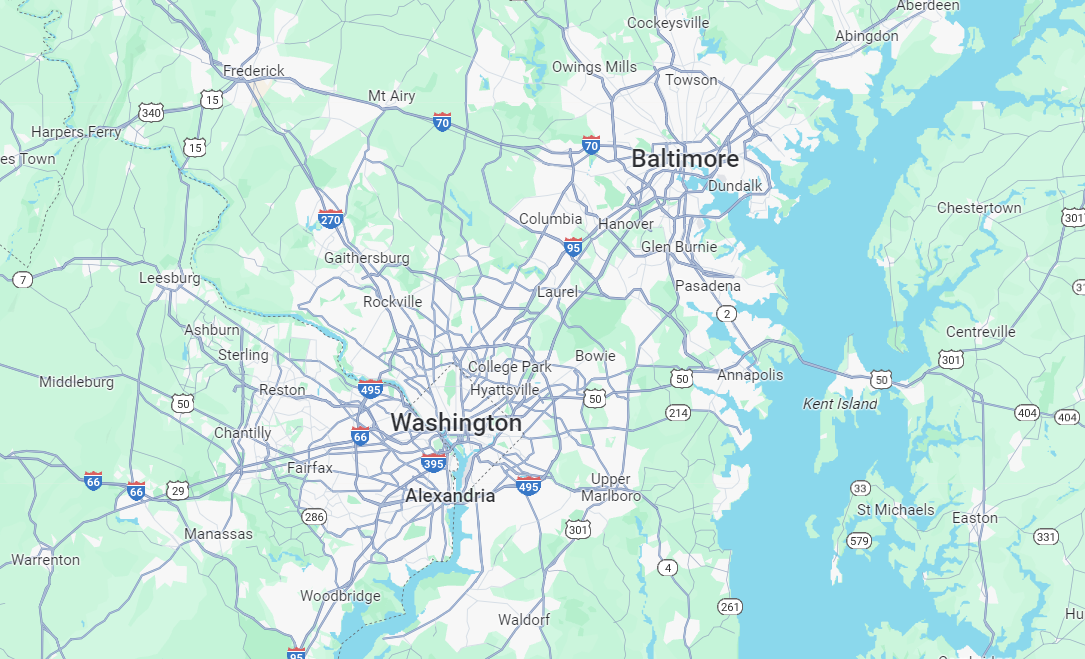 Aberdeen
Cockeysville
Abingdon
Owings Mills
Towson
Frederick
Mt Airy
15
340
70
Harpers Ferry
15
70
Baltimore
es Town
Dundalk
Chestertown
270
Columbia
Hanover
301
95
Glen Burnie
Gaithersburg
7
Leesburg
Laurel
Pasadena
Rockville
2
Ashburn
Centreville
Sterling
College Park
Bowie
301
Middleburg
Reston
495
Hyattsville
50
Annapolis
50
50
50
Kent Island
214
404
404
Washington
Chantilly
66
395
Fairfax
66
66
29
Alexandria
495
Upper
Marlboro
33
St Michaels
286
301
Easton
Manassas
579
331
Warrenton
4
Woodbridge
261
Waldorf
Hu
95